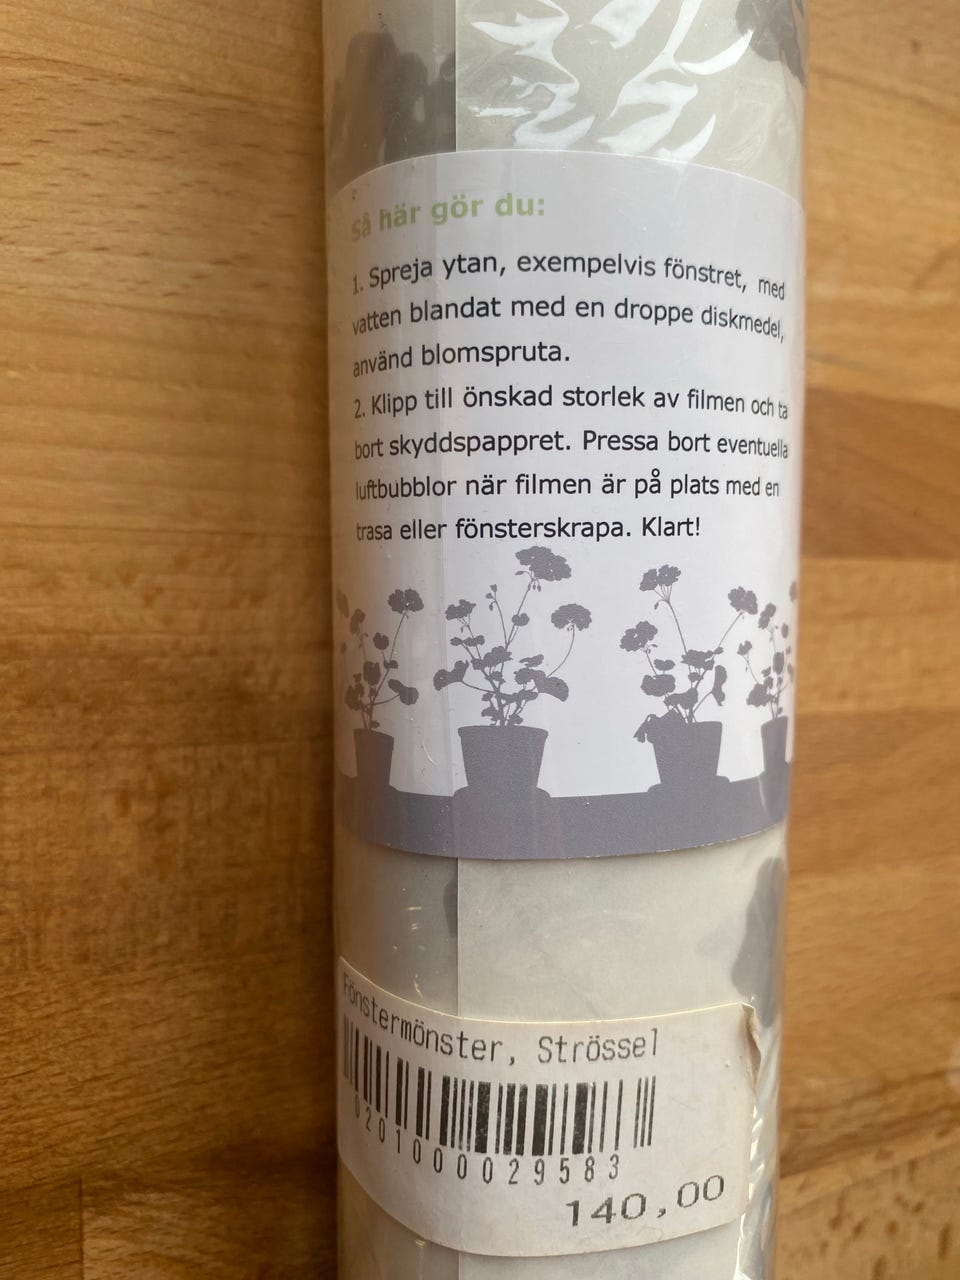 Så här gör du:
1. Spreja ytan, exempelvis fönstret, med
vatten blandat med en droppe diskmedel,
använd blomspruta.
2. Klipp till önskad storlek av filmen och ta
bort skyddspappret. Pressa bort eventuella
luftbubblor när filmen är på plats med en
trasa eller fönsterskrapa. Klart!
Fönstermönster, Strössel
0201000029583
140,00